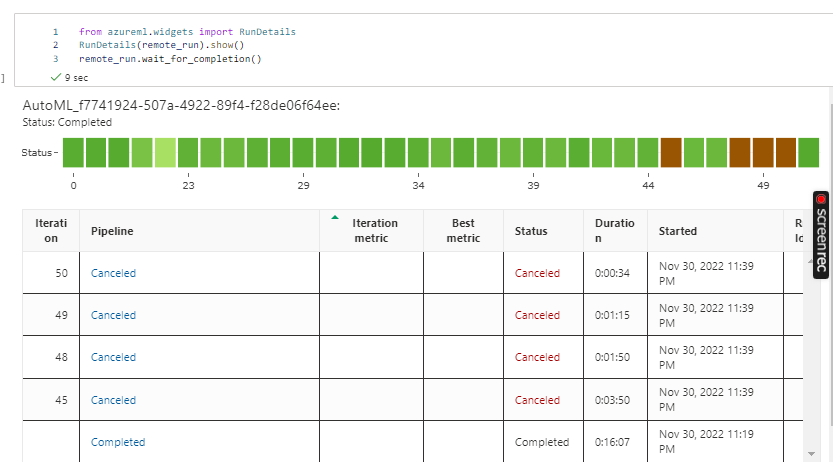 1 from azureml.widgets import RunDetails
2 RunDetails(remote_run).show()
3 remote_run.wait_for_completion()
]
9 sec
AutoML_f7741924-507a-4922-89f4-f28de06f64ee:
Status: Completed
Status
0 23 29 34 39 44 49
Iterati
on
Pipeline
Iteration
metric
Best
metric
Status
Duratio
n
Started
50 Canceled Canceled 0:00:34 Nov 30, 2022 11:39
PM
49 Canceled Canceled 0:01:15 Nov 30, 2022 11:39
PM
48 Canceled Canceled 0:01:50 Nov 30, 2022 11:39
PM
45 Canceled Canceled 0:03:50 Nov 30, 2022 11:39
PM
Completed Completed 0:16:07 Nov 30, 2022 11:19
PM
screenrec